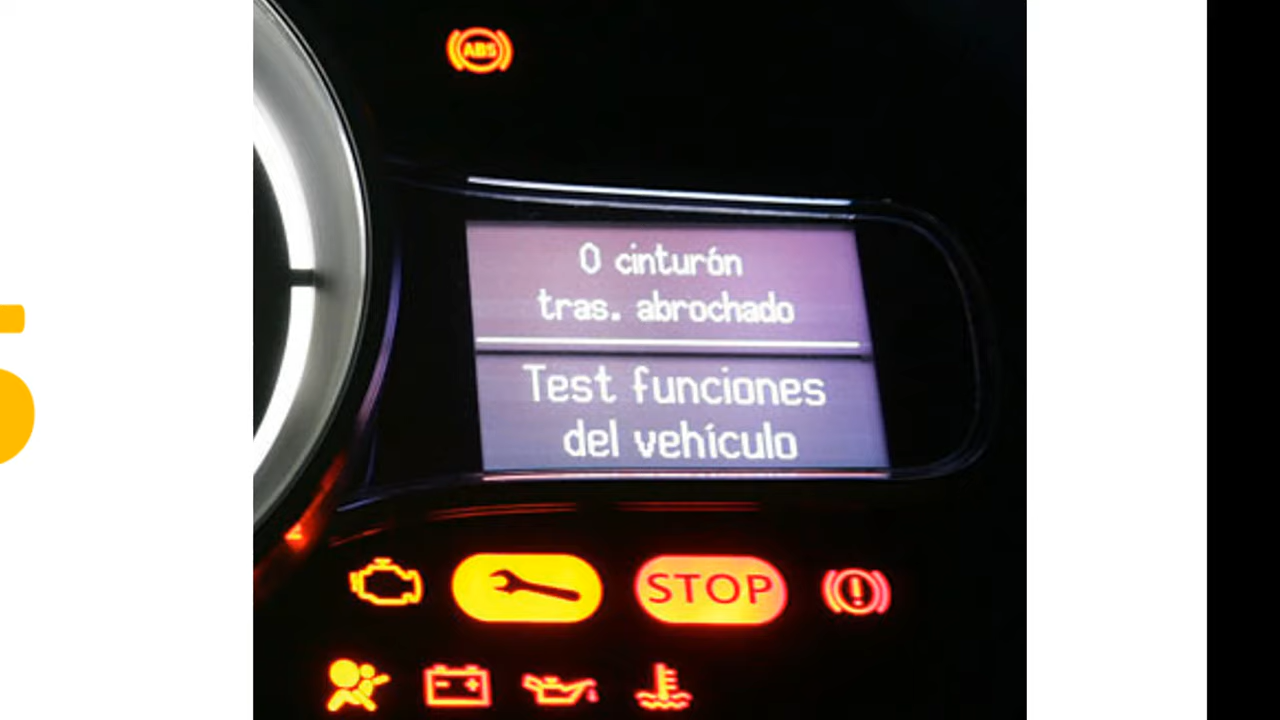 ABS
0 cinturón
tras. abrochado
Test funciones
del vehículo
STOP